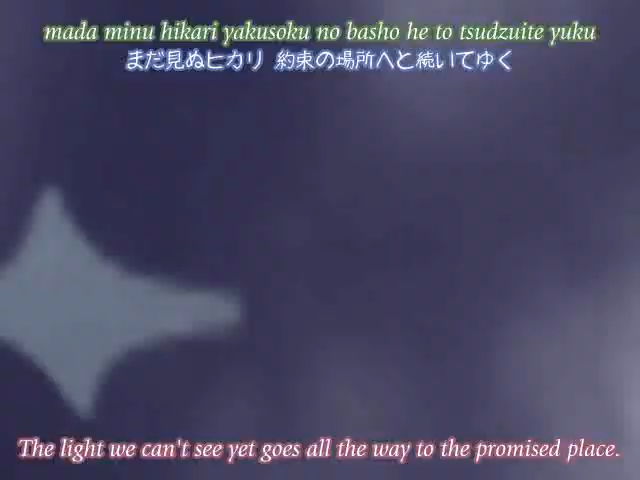 mada minu hikari yakusoku no basho he to tsudzuite yuku
まだ見ぬヒカリ 約束の場所へと続いてゆく
The light we can't see yet goes all the way to the promised place.